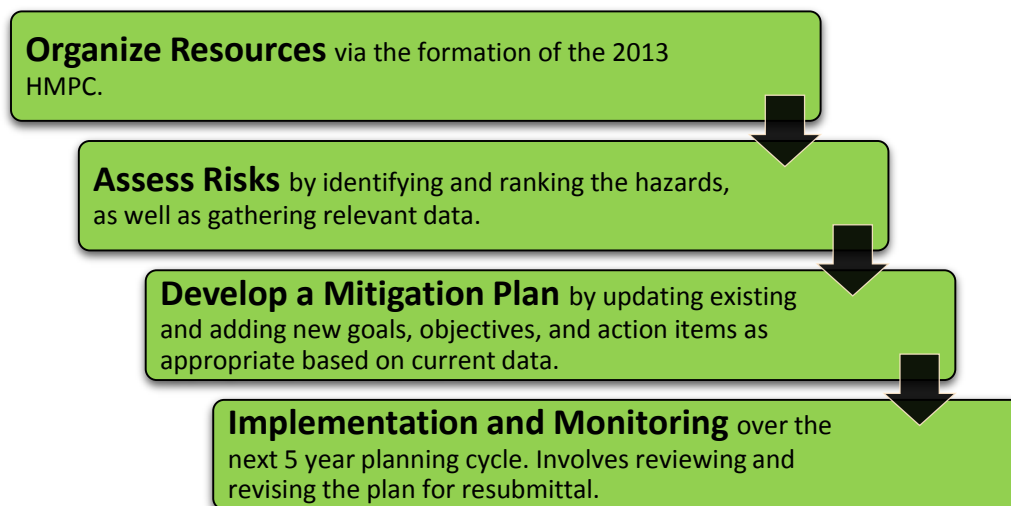 Organize Resources via the formation of the 2013
HMPC.
Assess Risks by identifying and ranking the hazards,
as well as gathering relevant data.
Develop a Mitigation Plan by updating existing
and adding new goals, objectives, and action items as
appropriate based on current data.
Implementation and Monitoring over the
next 5 year planning cycle. Involves reviewing and
revising the plan for resubmittal.